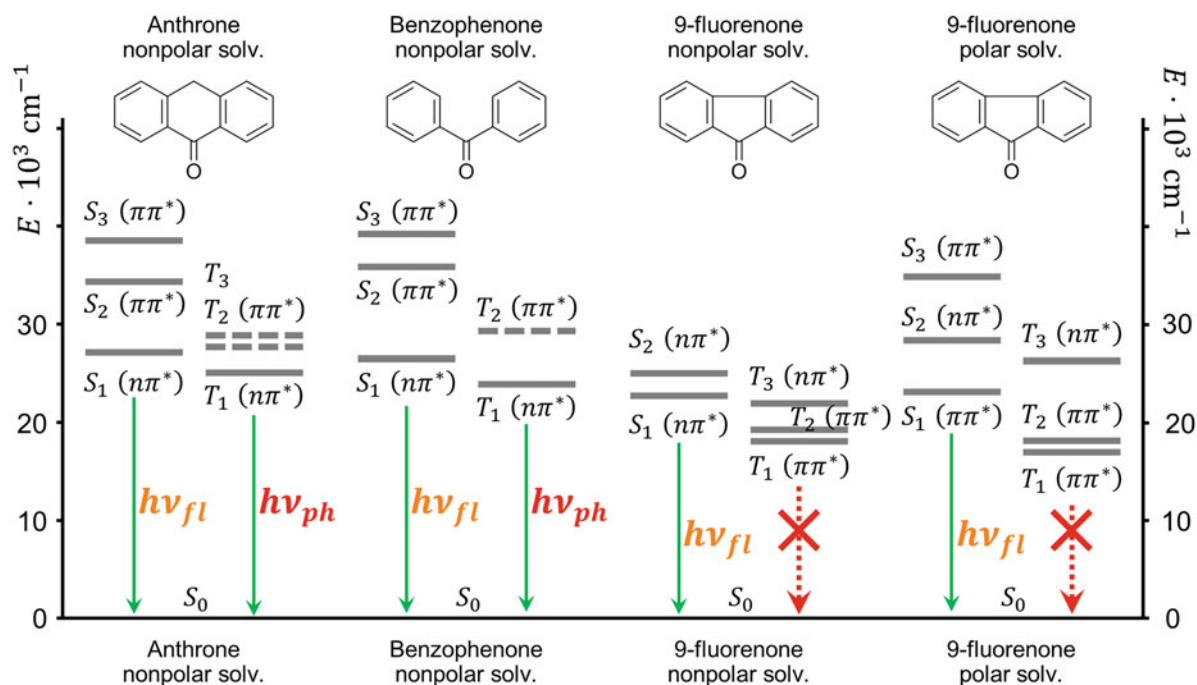 Anthrone
nonpolar solv.
Benzophenone
nonpolar solv.
9-fluorenone
nonpolar solv.
9-fluorenone
polar solv.
E · 10³ cm⁻¹
E · 10³ cm⁻¹
O
O
O
O
S₃ (ππ*)
S₂ (ππ*)
S₁ (nπ*)
T₃
T₂ (ππ*)
T₁ (nπ*)
hν_fl
hν_ph
S₀
S₃ (ππ*)
S₂ (ππ*)
S₁ (nπ*)
T₂ (ππ*)
T₁ (nπ*)
hν_fl
hν_ph
S₀
S₂ (nπ*)
S₁ (nπ*)
T₃ (nπ*)
T₂ (ππ*)
T₁ (ππ*)
hν_fl
S₀
S₃ (ππ*)
S₂ (nπ*)
S₁ (ππ*)
T₃ (nπ*)
T₂ (ππ*)
T₁ (ππ*)
hν_fl
S₀
30
20
10
0
30
20
10
0
Anthrone
nonpolar solv.
Benzophenone
nonpolar solv.
9-fluorenone
nonpolar solv.
9-fluorenone
polar solv.